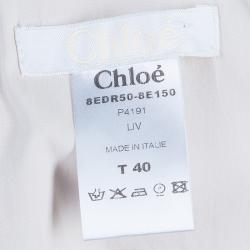 Chloé
Chloé
8EDR50-8E150
P4191
LIV
MADE IN ITALIE
T 40